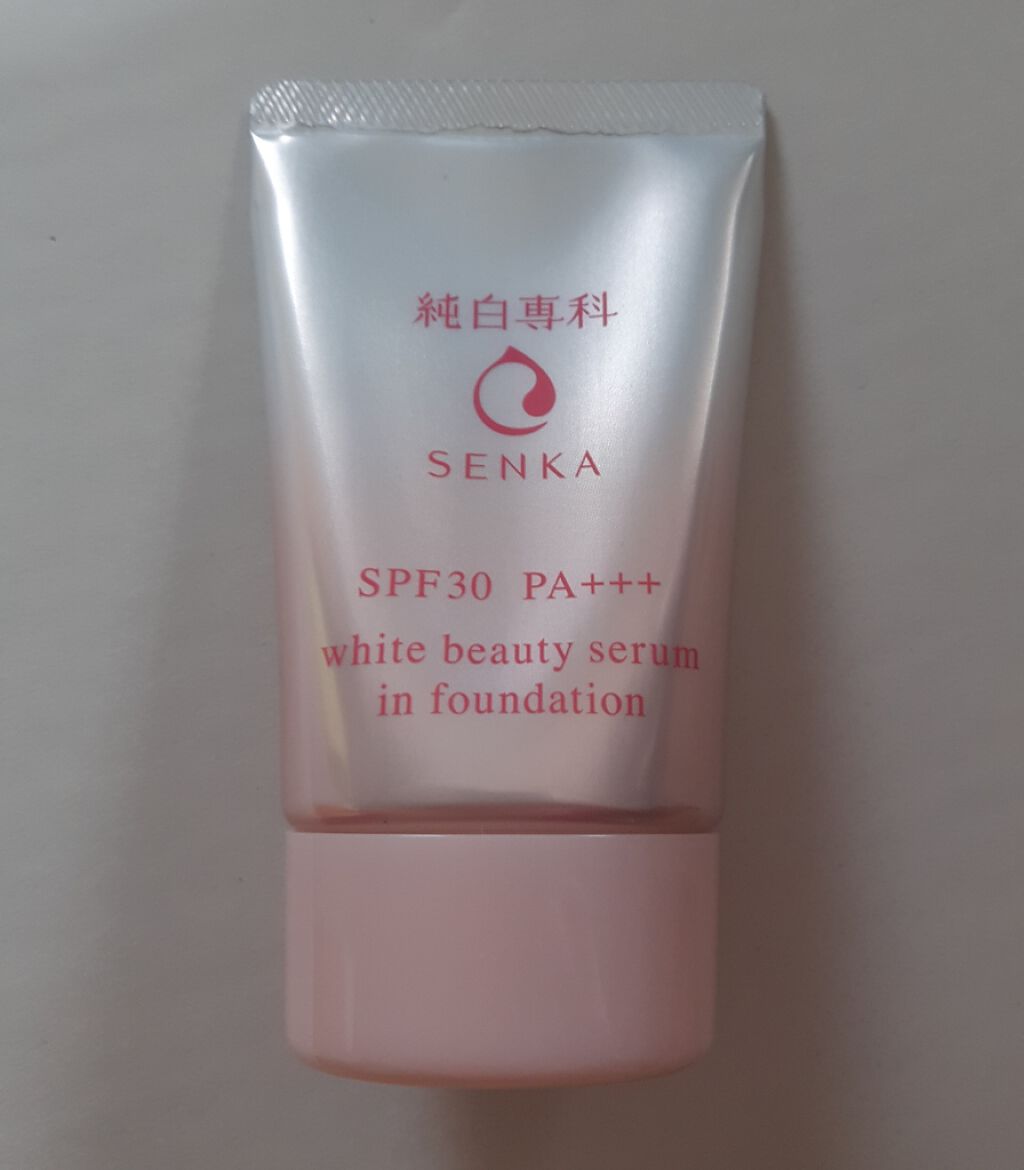 純白専科
SENKA
SPF30 PA+++
white beauty serum
in foundation